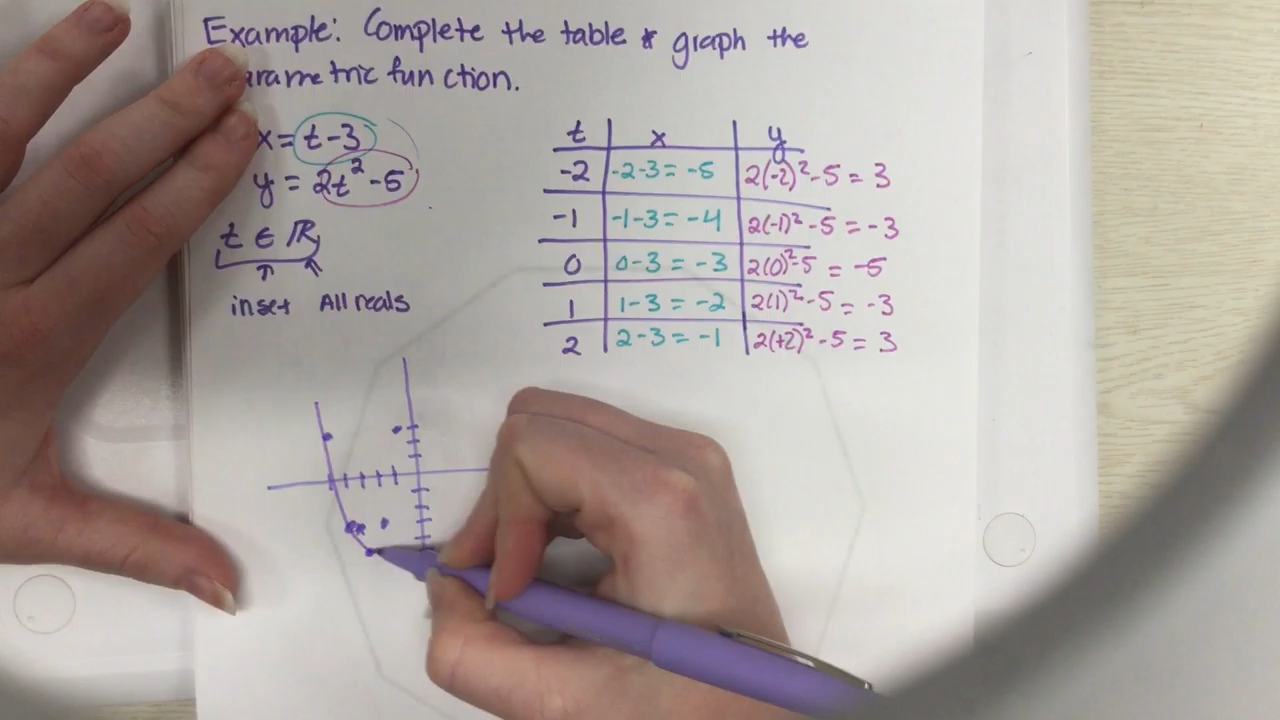 Example: Complete the table & graph the
arametric function.
x = t - 3
y = 2t² - 5
t ∈ ℝ
in set All reals
t x y
-2 -2-3 = -5 2(-2)² - 5 = 3
-1 -1-3 = -4 2(-1)² - 5 = -3
0 0-3 = -3 2(0)² - 5 = -5
1 1-3 = -2 2(1)² - 5 = -3
2 2-3 = -1 2(+2)² - 5 = 3